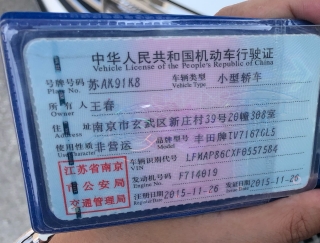 中华人民共和国机动车行驶证
Vehicle License of the People's Republic of China
号牌号码 苏AK91K8 车辆类型 小型轿车
Plate No. Vehicle Type
所有人 王春
Owner
住址 南京市玄武区新庄村39号20幢308室
Address
使用性质 非营运 品牌型号 丰田牌TV7167GL5
Use Character Model
江苏省南京市公安局交通管理局
车辆识别代号 LFMAP86CXF0557584
VIN
发动机号码 F714019
Engine No.
注册日期 2015-11-26 发证日期 2015-11-26
Register Date Issue Date